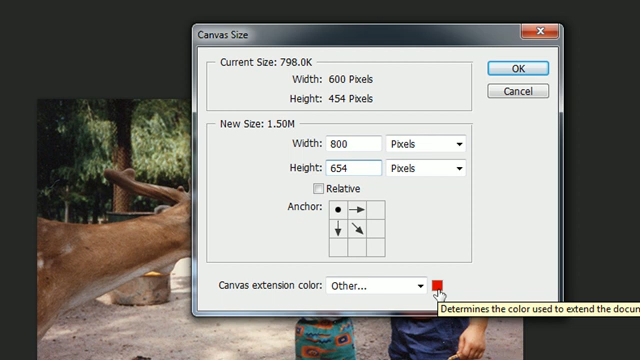 Canvas Size
Current Size: 798.0K
Width: 600 Pixels
Height: 454 Pixels
OK
Cancel
New Size: 1.50M
Width: 800 Pixels
Height: 654 Pixels
Relative
Anchor:
Canvas extension color: Other...
Determines the color used to extend the docum